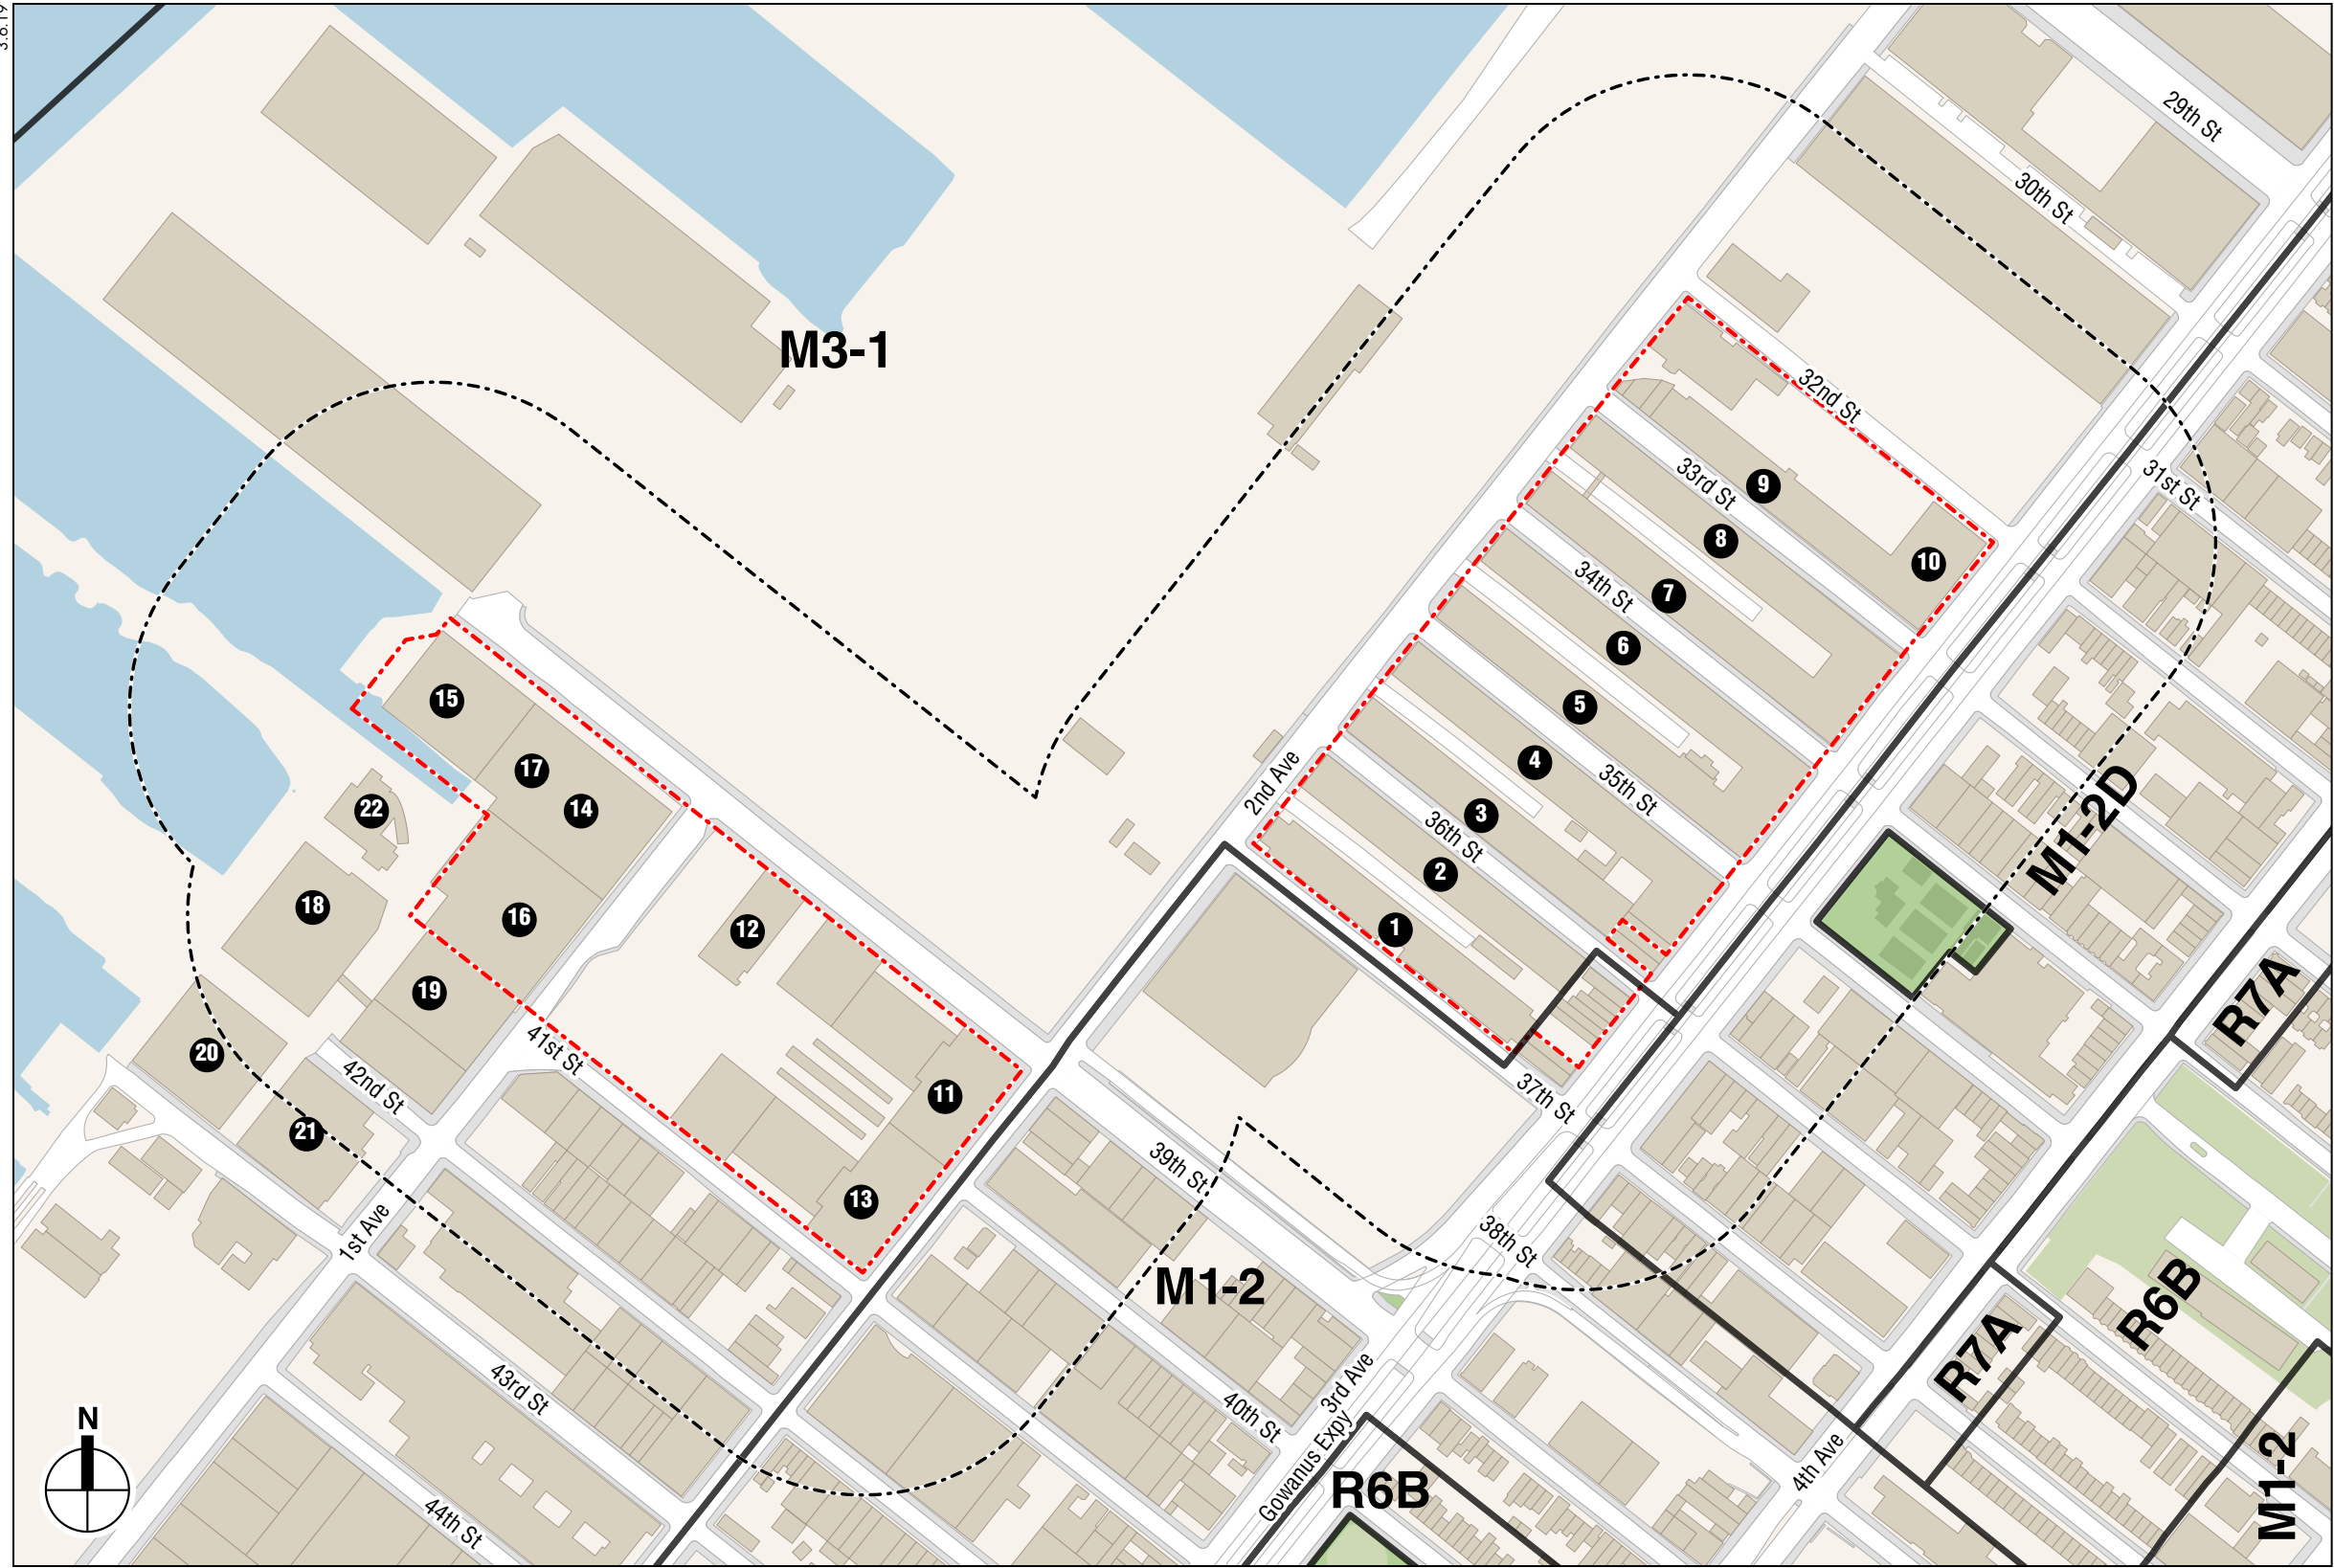 3.8.19
29th St
30th St
M3-1
32nd St
31st St
33rd St
9
8
10
34th St
7
6
5
15
4
35th St
2nd Ave
17
14
22
3
36th St
M1-2D
2
18
16
12
1
19
R7A
41st St
20
42nd St
11
37th St
21
39th St
13
1st Ave
38th St
M1-2
R6B
R7A
43rd St
3rd Ave
40th St
N
Gowanus Expy
R6B
4th Ave
M1-2
44th St